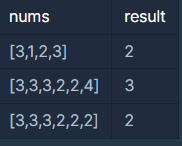 nums result
[3,1,2,3] 2
[3,3,3,2,2,4] 3
[3,3,3,2,2,2] 2